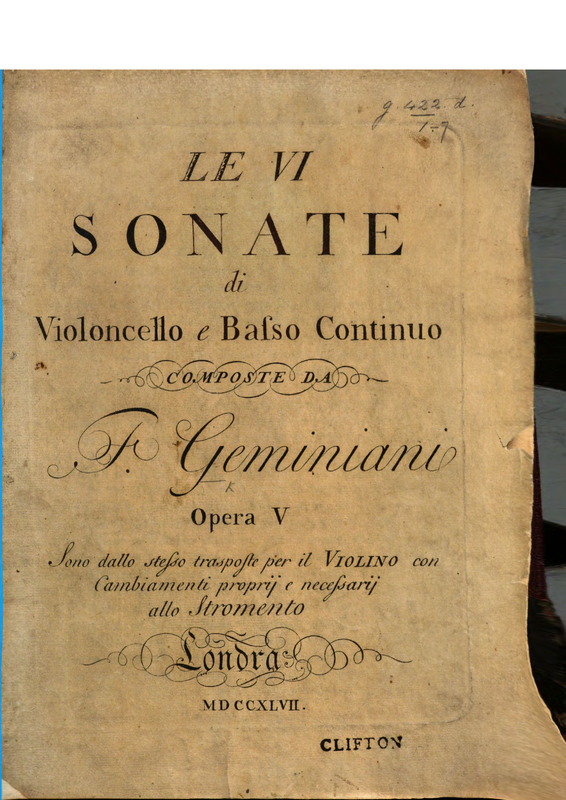 g. 422. d.
1-7
LE VI
SONATE
di
Violoncello e Baſso Continuo
COMPOSTE DA
F. Geminiani
Opera V
Sono dallo steſso traspoſte per il VIOLINO con
Cambiamenti proprij e neceſsarij
allo Stromento
Londra
MDCCXLVII.
CLIFTON